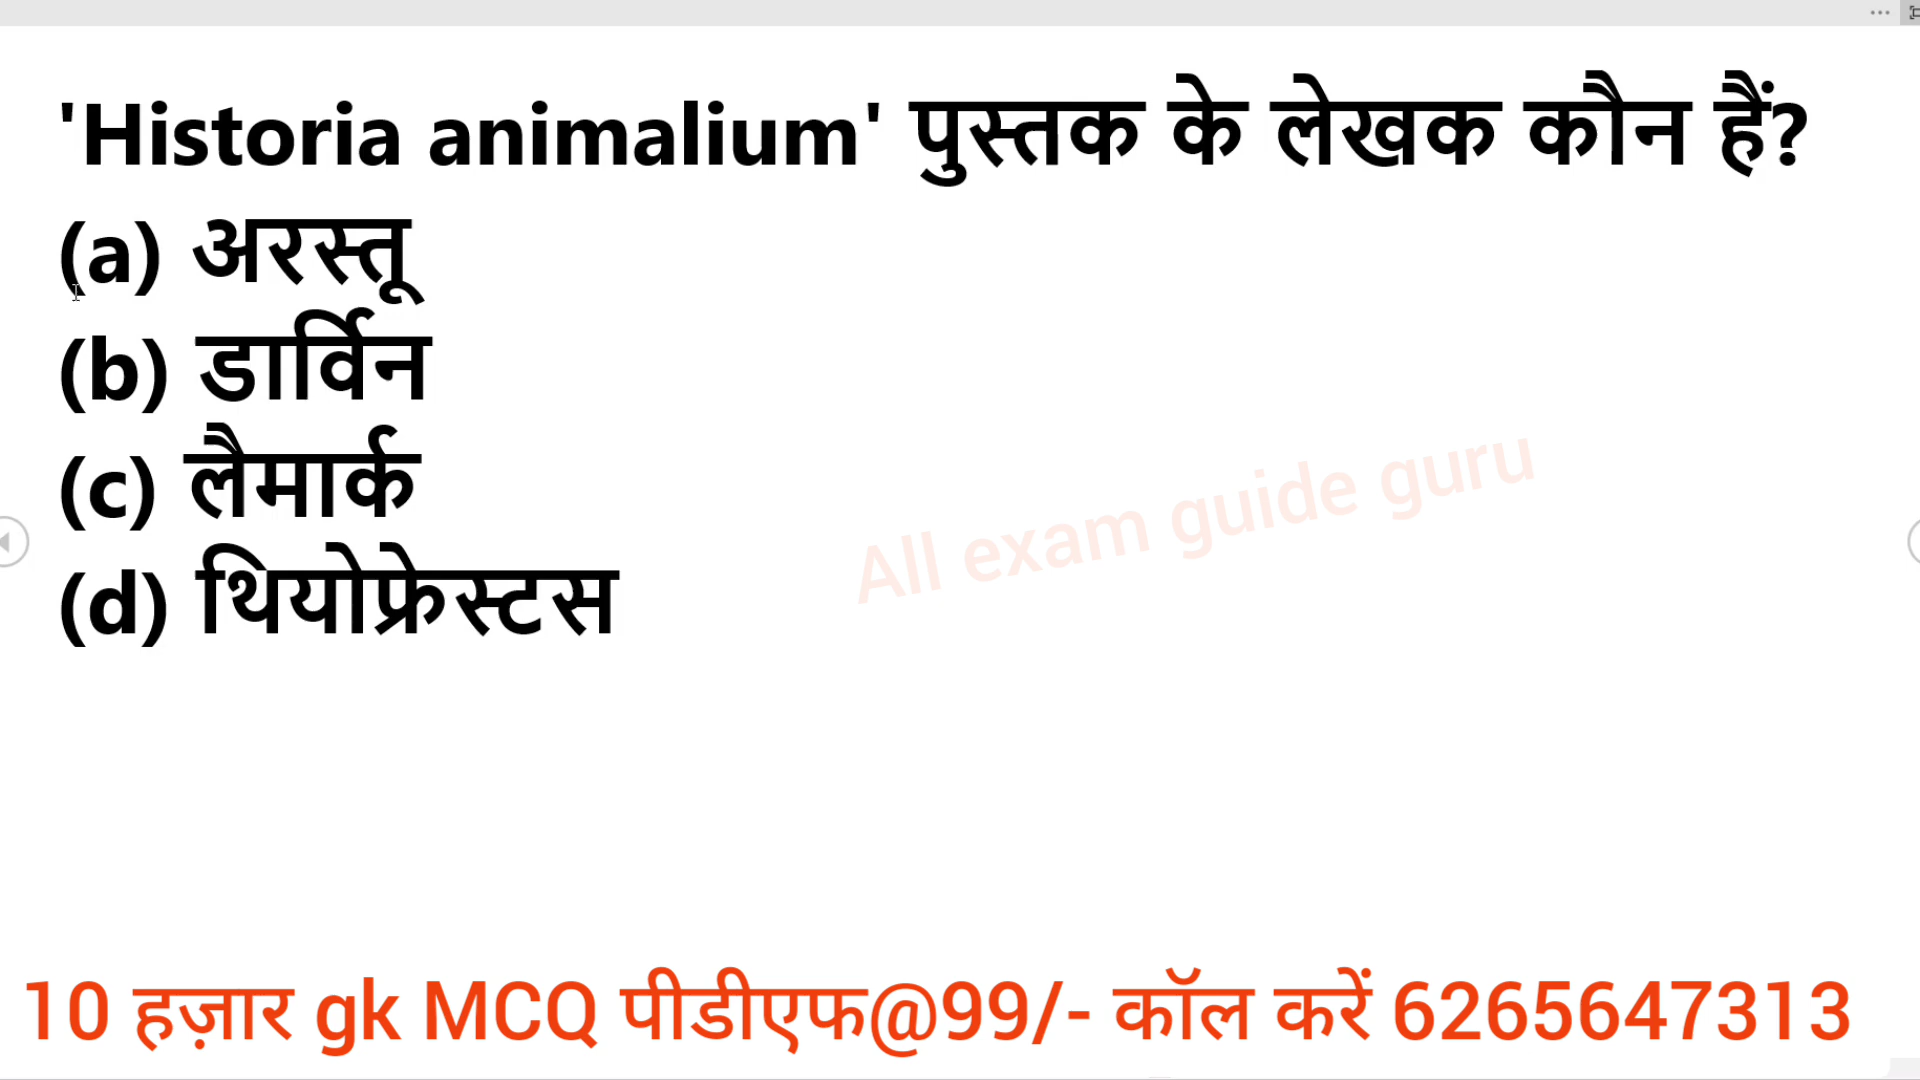 'Historia animalium' पुस्तक के लेखक कौन हैं?
(a) अरस्तू
(b) डार्विन
(c) लैमार्क
(d) थियोफ्रेस्टस
All exam guide guru
10 हज़ार gk MCQ पीडीएफ@99/- कॉल करें 6265647313